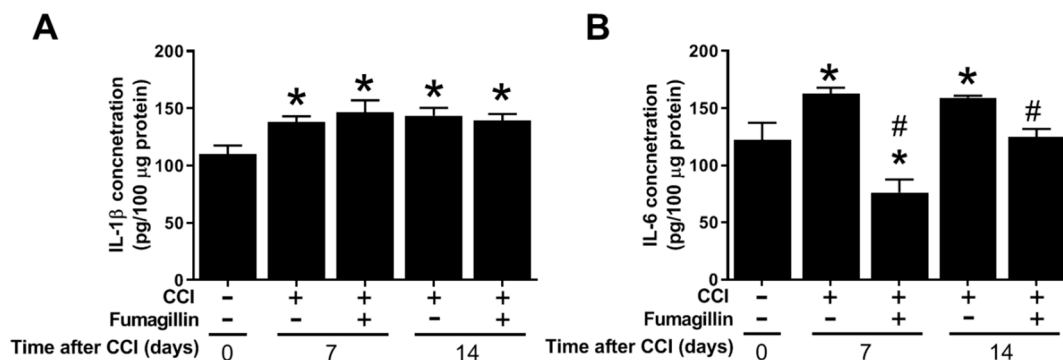 A
IL-1β concnetration
(pg/100 μg protein)
200
150
100
50
0
* * * *
CCI - + + + +
Fumagillin - - + - +
Time after CCI (days) 0 7 14
B
IL-6 concnetration
(pg/100 μg protein)
200
150
100
50
0
* # * * #
CCI - + + + +
Fumagillin - - + - +
Time after CCI (days) 0 7 14